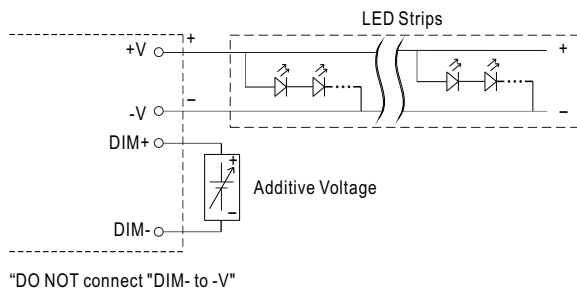 LED Strips
+V
+
+
-V
−
−
DIM+
+
Additive Voltage
−
DIM-
“DO NOT connect "DIM- to -V"